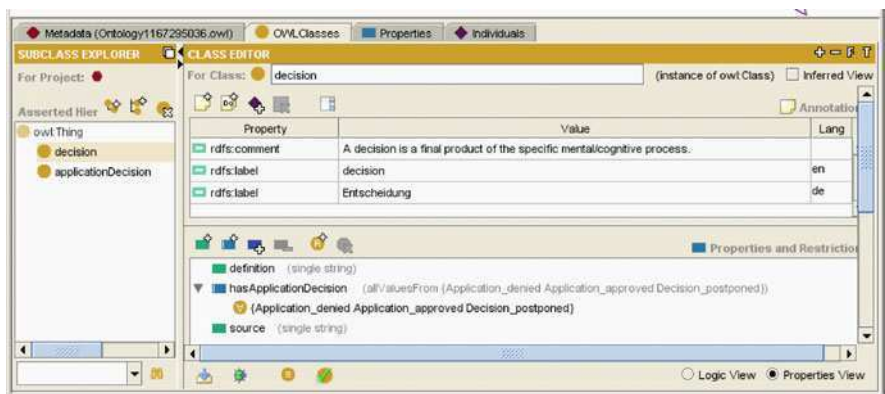 Metadata (Ontology1167295036.owl)
OWLClasses
Properties
Individuals
SUBCLASS EXPLORER
CLASS EDITOR
For Project:
For Class:
decision
(instance of owl:Class)
Inferred View
Asserted Hier
Annotatio
owl:Thing
decision
applicationDecision
Property
Value
Lang
rdfs:comment
A decision is a final product of the specific mental/cognitive process.
rdfs:label
decision
en
rdfs:label
Entscheidung
de
Properties and Restriction
definition (single string)
hasApplicationDecision (allValuesFrom {Application_denied Application_approved Decision_postponed})
{Application_denied Application_approved Decision_postponed}
source (single string)
Logic View
Properties View